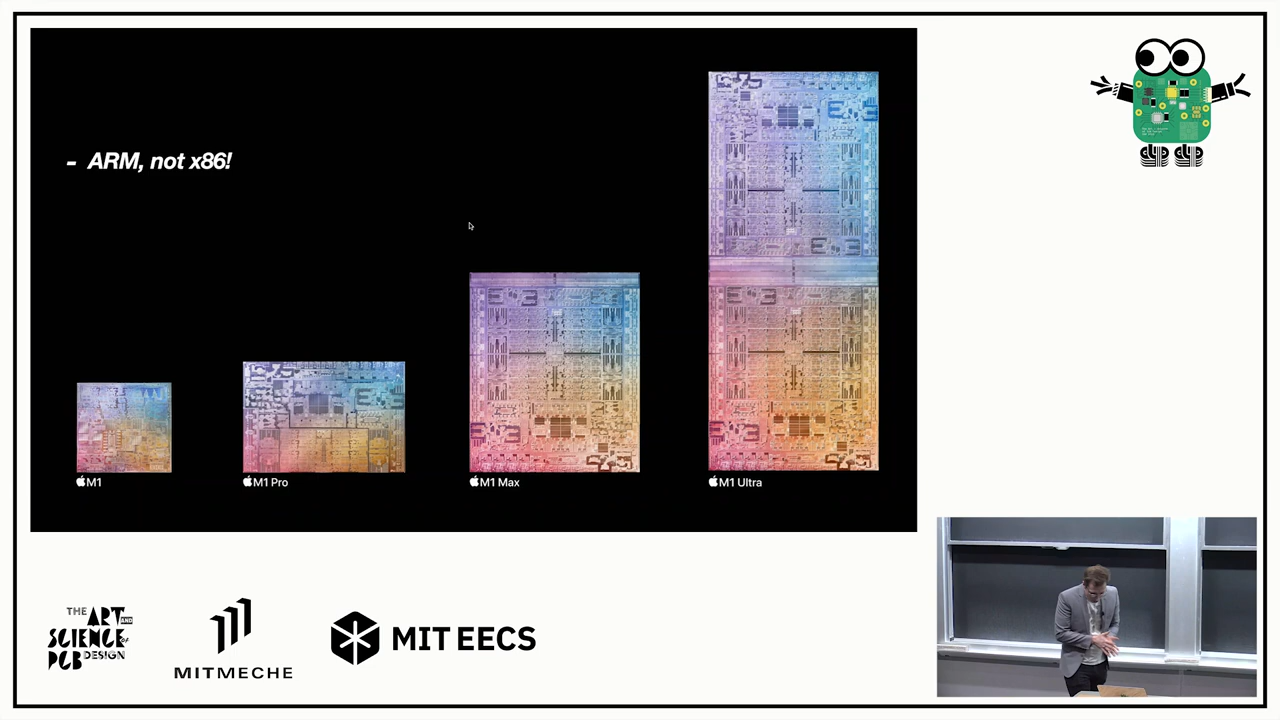 - ARM, not x86!
M1
M1 Pro
M1 Max
M1 Ultra
THE ART AND
SCIENCE of
PCB DESIGN
MITMECHE
MIT EECS